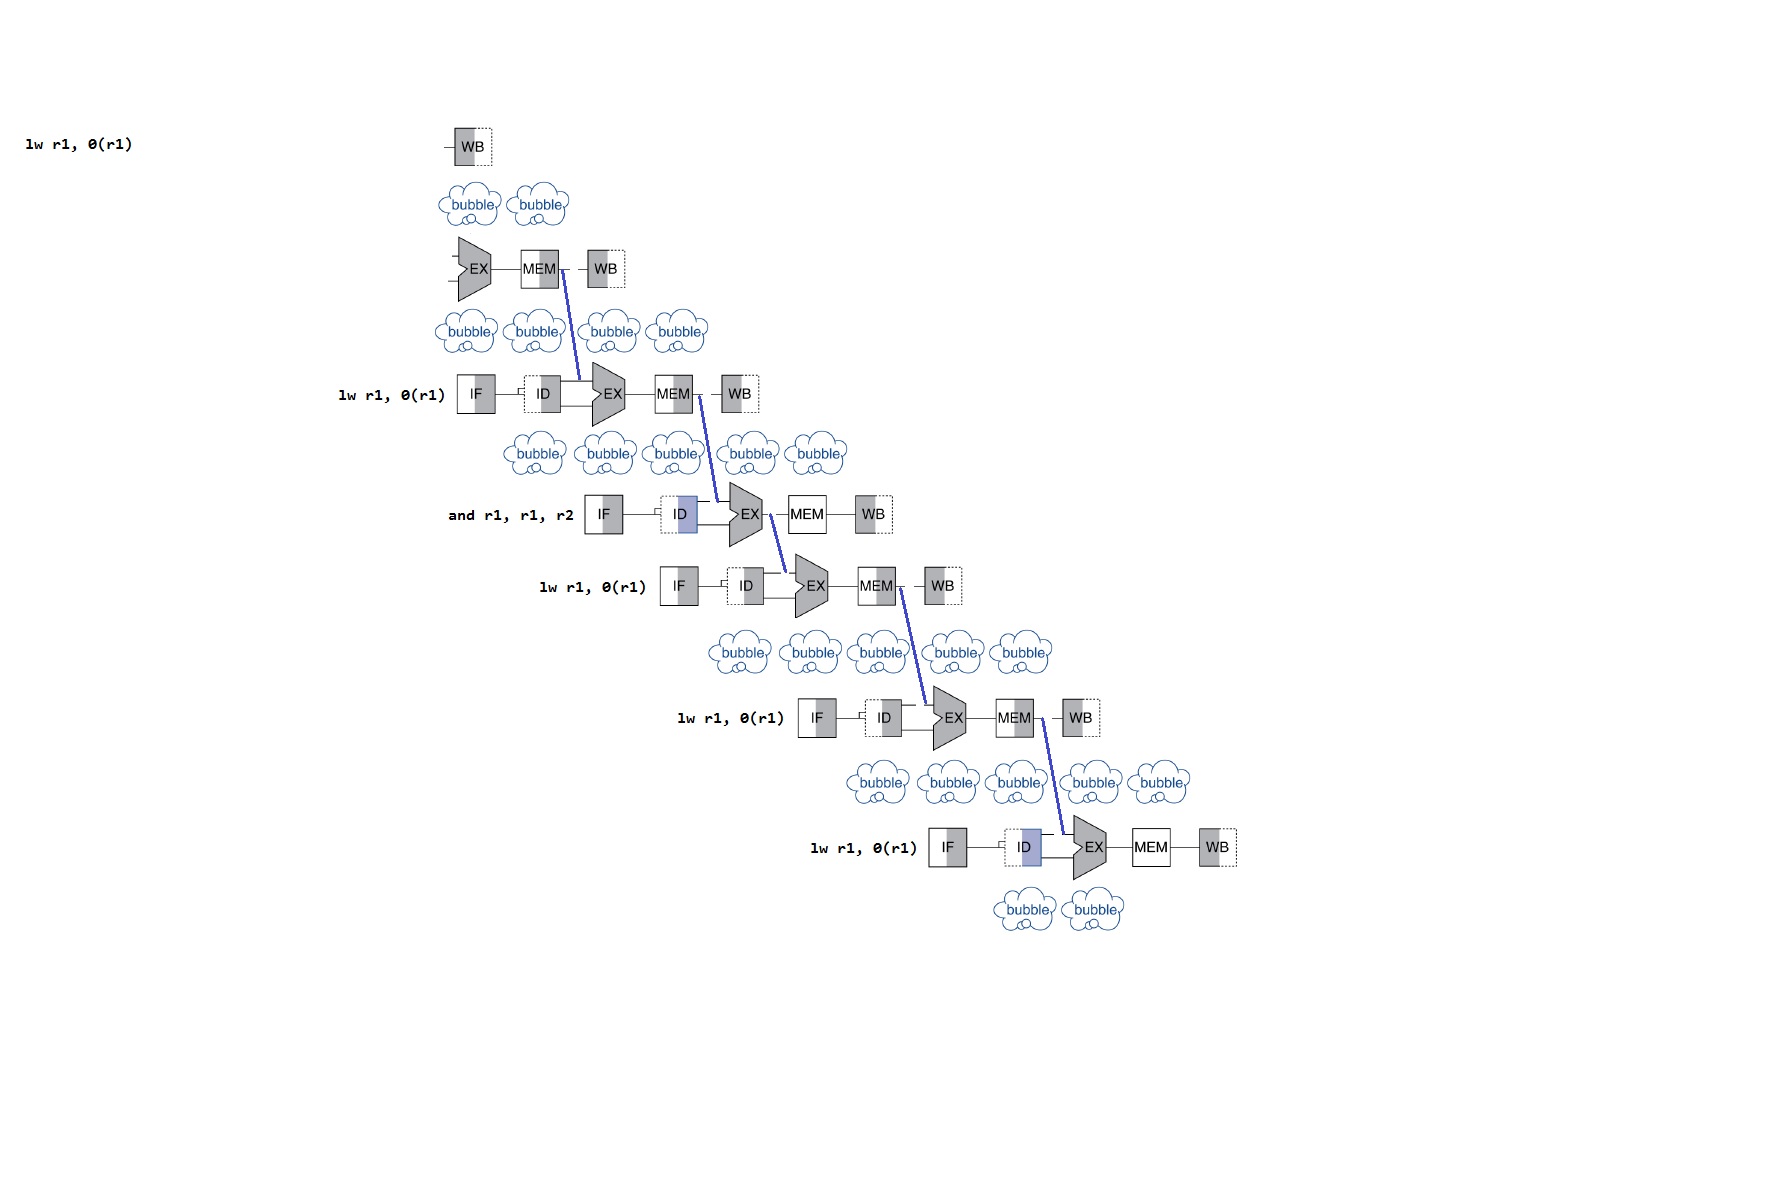 lw r1, 0(r1) WB
bubble bubble
EX MEM WB
bubble bubble bubble bubble
lw r1, 0(r1) IF ID EX MEM WB
bubble bubble bubble bubble bubble
and r1, r1, r2 IF ID EX MEM WB
lw r1, 0(r1) IF ID EX MEM WB
bubble bubble bubble bubble bubble
lw r1, 0(r1) IF ID EX MEM WB
bubble bubble bubble bubble bubble
lw r1, 0(r1) IF ID EX MEM WB
bubble bubble